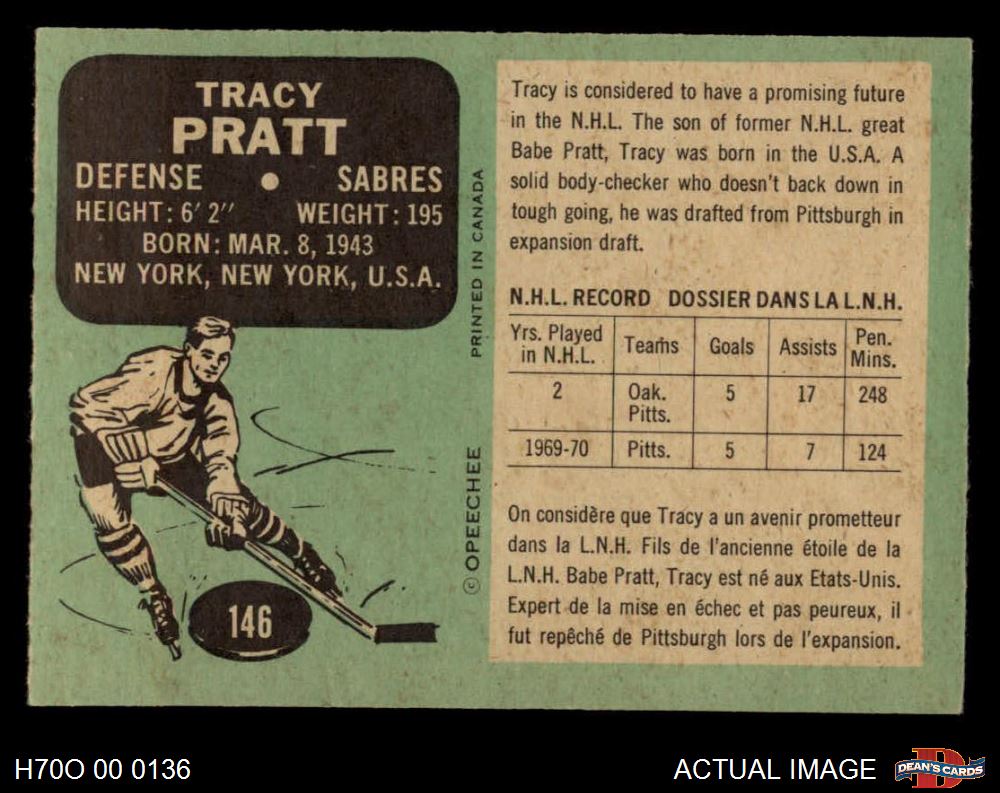 TRACY
PRATT
DEFENSE • SABRES
HEIGHT: 6' 2" WEIGHT: 195
BORN: MAR. 8, 1943
NEW YORK, NEW YORK, U.S.A.
146
© OPEECHEE PRINTED IN CANADA
Tracy is considered to have a promising future
in the N.H.L. The son of former N.H.L. great
Babe Pratt, Tracy was born in the U.S.A. A
solid body-checker who doesn't back down in
tough going, he was drafted from Pittsburgh in
expansion draft.
N.H.L. RECORD DOSSIER DANS LA L.N.H.
Yrs. Played in N.H.L. Teams Goals Assists Pen. Mins.
2 Oak. Pitts. 5 17 248
1969-70 Pitts. 5 7 124
On considère que Tracy a un avenir prometteur
dans la L.N.H. Fils de l'ancienne étoile de la
L.N.H. Babe Pratt, Tracy est né aux Etats-Unis.
Expert de la mise en échec et pas peureux, il
fut repêché de Pittsburgh lors de l'expansion.
H70O 00 0136
ACTUAL IMAGE
D
DEAN'S CARDS